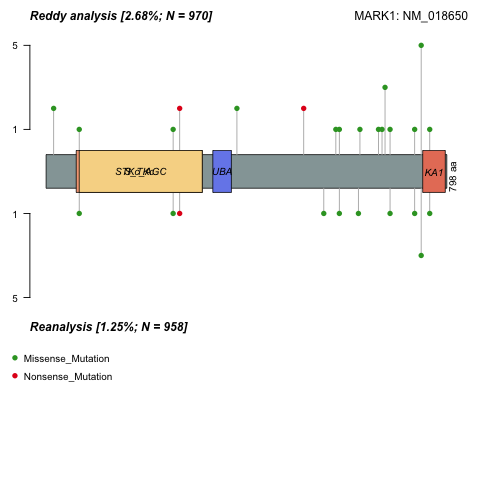 Reddy analysis [2.68%; N = 970]
MARK1: NM_018650
5
1
UBA
KA1
798 aa
1
5
Reanalysis [1.25%; N = 958]
Missense_Mutation
Nonsense_Mutation